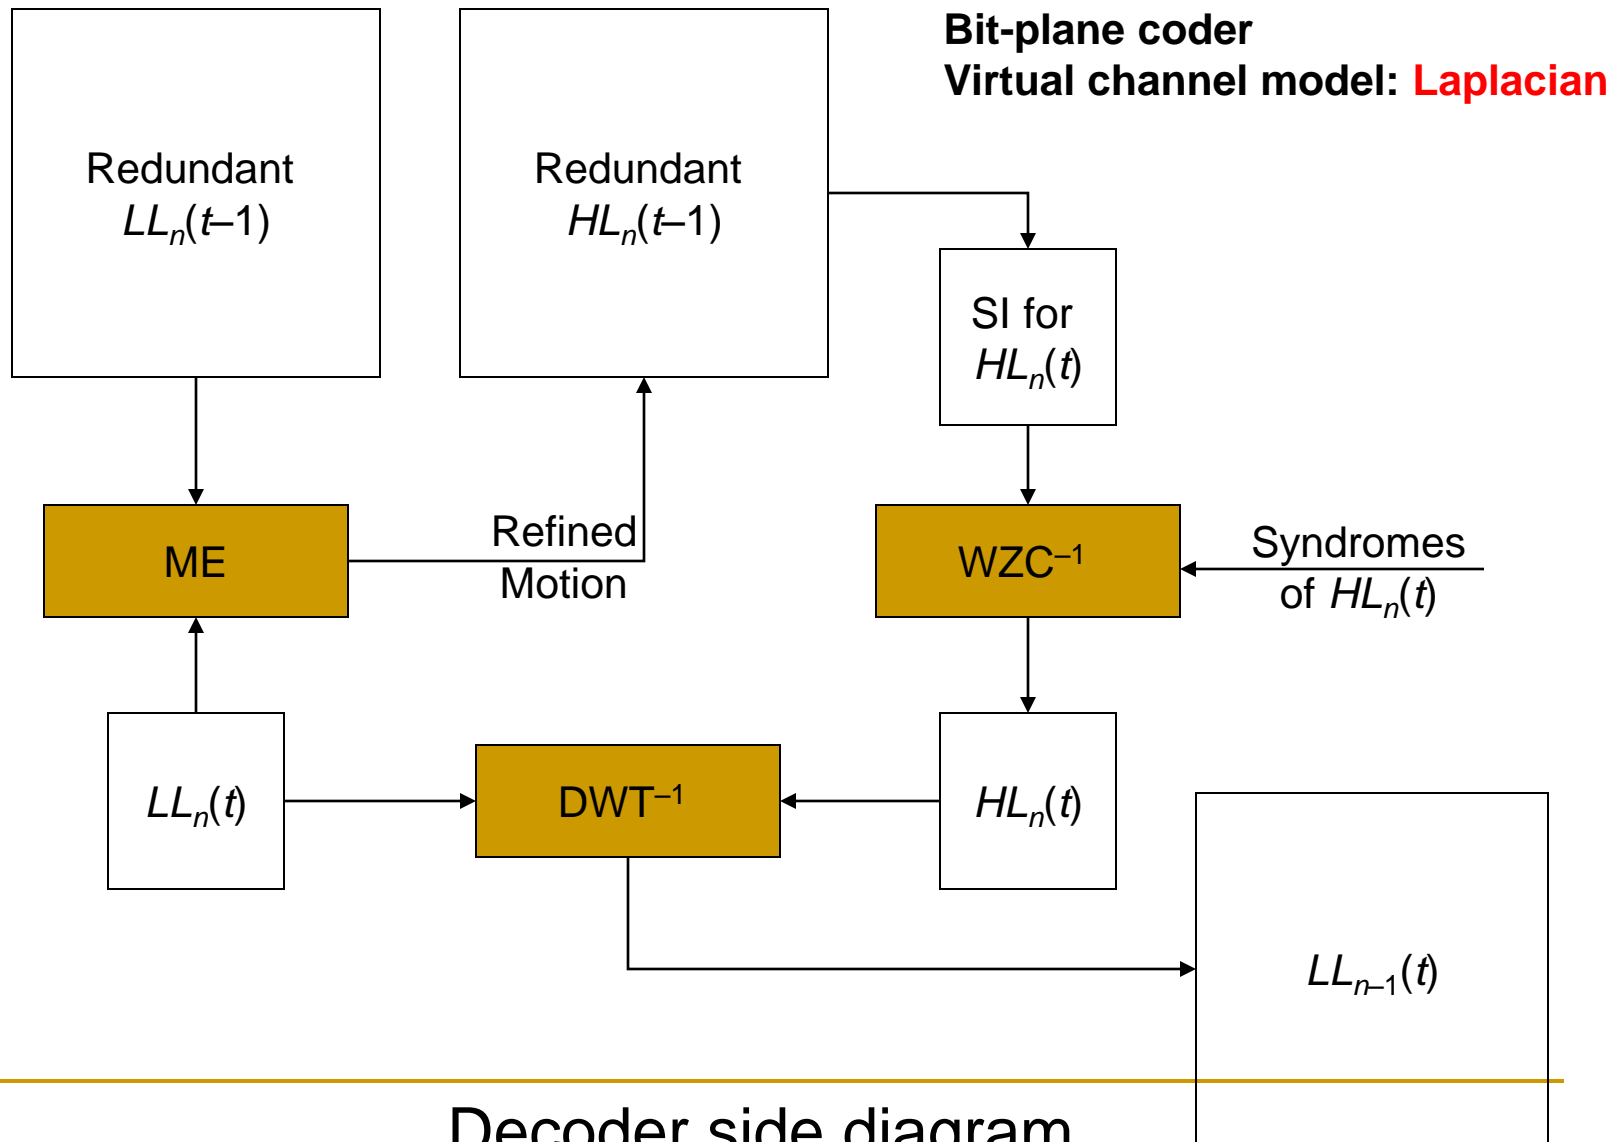 Bit-plane coder
Virtual channel model: Laplacian
Redundant
LLₙ(t–1)
Redundant
HLₙ(t–1)
SI for
HLₙ(t)
ME
Refined
Motion
WZC⁻¹
Syndromes
of HLₙ(t)
LLₙ(t)
DWT⁻¹
HLₙ(t)
LLₙ₋₁(t)
Decoder side diagram